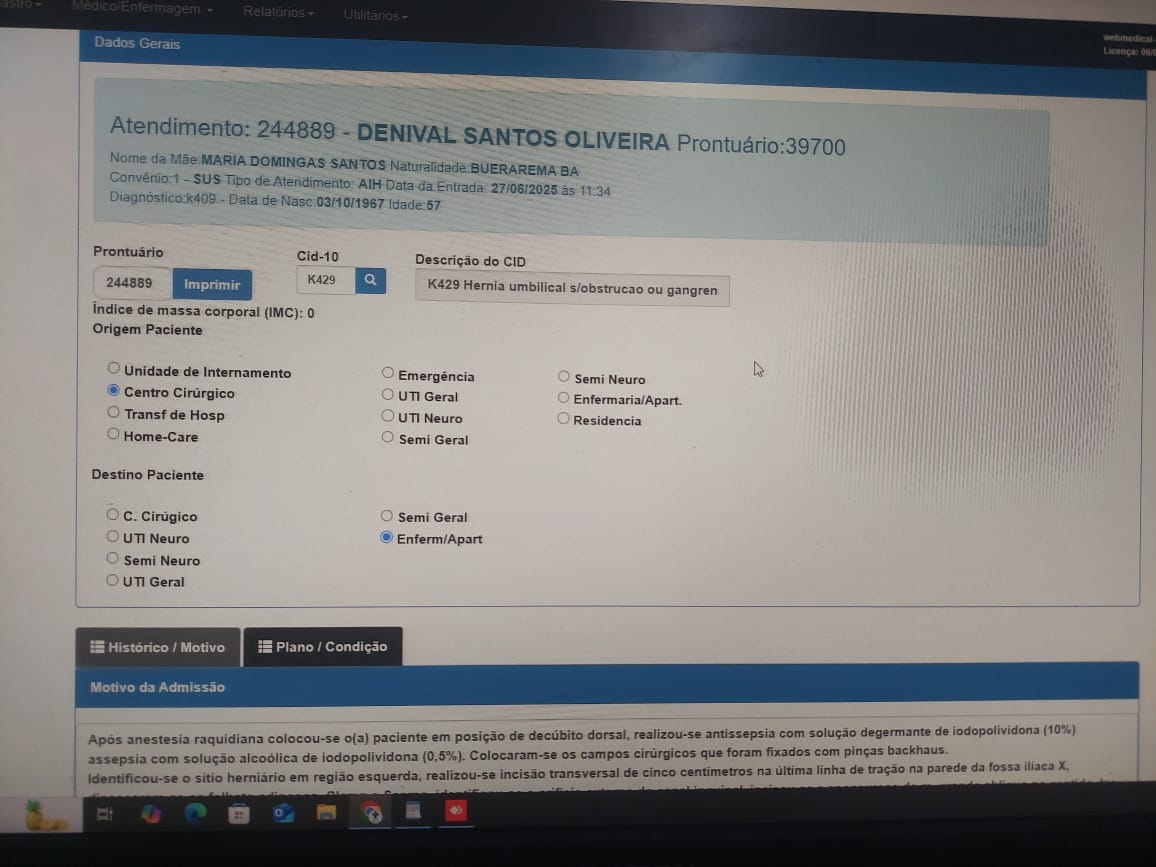 Médico/Enfermagem
Relatórios
Utilitários
webmedical
Licença:
Dados Gerais
Atendimento: 244889 - DENIVAL SANTOS OLIVEIRA Prontuário:39700
Nome da Mãe:MARIA DOMINGAS SANTOS Naturalidade:BUERAREMA BA
Convênio:1 - SUS Tipo de Atendimento: AIH Data da Entrada: 27/06/2025 às 11:34
Diagnóstico:k409 - Data de Nasc:03/10/1967 Idade:57
Prontuário
Cid-10
Descrição do CID
244889
Imprimir
K429
K429 Hernia umbilical s/obstrucao ou gangren
Índice de massa corporal (IMC): 0
Origem Paciente
Unidade de Internamento
Emergência
Semi Neuro
Centro Cirúrgico
UTI Geral
Enfermaria/Apart.
Transf de Hosp
UTI Neuro
Residencia
Home-Care
Semi Geral
Destino Paciente
C. Cirúgico
Semi Geral
UTI Neuro
Enferm/Apart
Semi Neuro
UTI Geral
Histórico / Motivo
Plano / Condição
Motivo da Admissão
Após anestesia raquidiana colocou-se o(a) paciente em posição de decúbito dorsal, realizou-se antissepsia com solução degermante de iodopolividona (10%)
assepsia com solução alcoólica de iodopolividona (0,5%). Colocaram-se os campos cirúrgicos que foram fixados com pinças backhaus.
Identificou-se o sítio herniário em região esquerda, realizou-se incisão transversal de cinco centímetros na última linha de tração na parede da fossa ilíaca X,